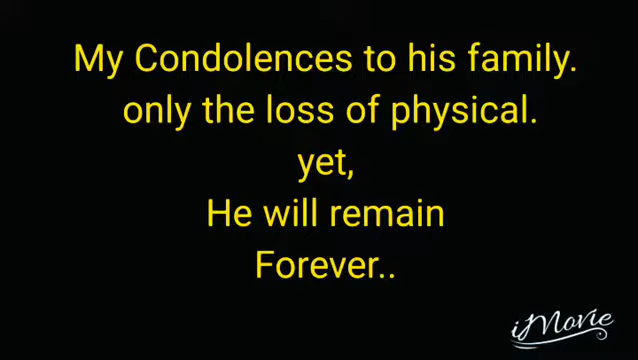 My Condolences to his family.
only the loss of physical.
yet,
He will remain
Forever..
iMovie